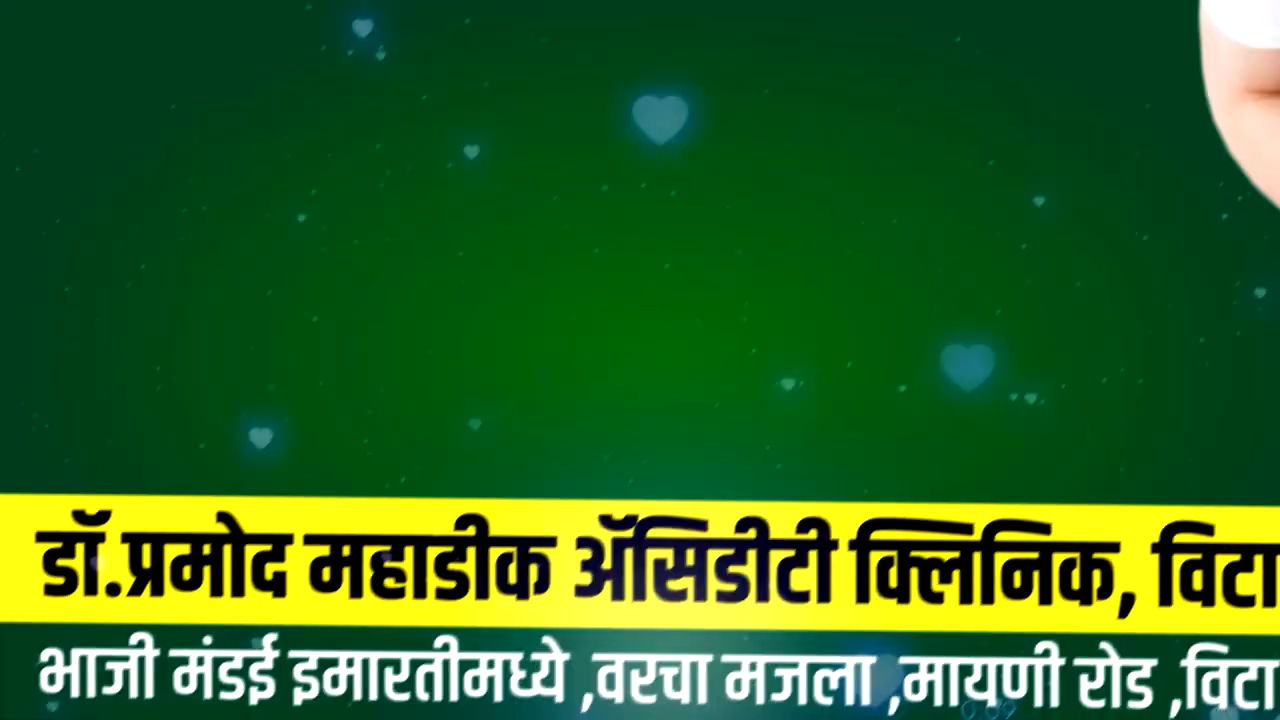 डॉ.प्रमोद महाडीक ॲसिडीटी क्लिनिक, विटा
भाजी मंडई इमारतीमध्ये ,वरचा मजला ,मायणी रोड ,विटा